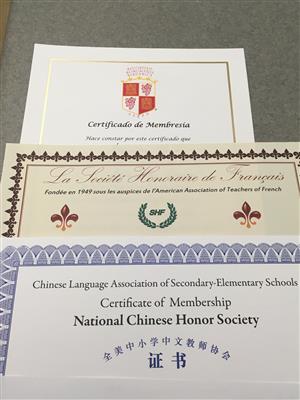 Certificado de Membresía
Hace constar por este certificado que
La Société Honoraire de Français
Fondée en 1949 sous les auspices de l'American Association of Teachers of French
SHF
Chinese Language Association of Secondary-Elementary Schools
Certificate of Membership
National Chinese Honor Society
全美中小学中文教师协会
证书